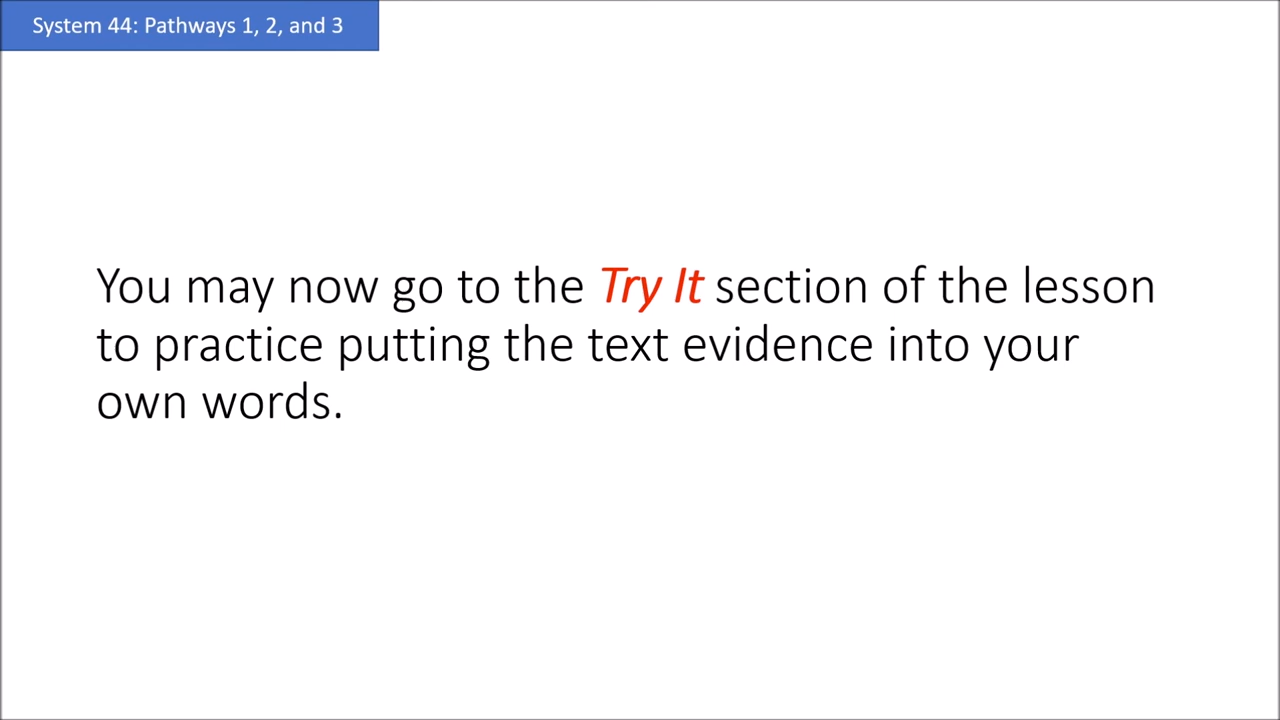 System 44: Pathways 1, 2, and 3
You may now go to the Try It section of the lesson
to practice putting the text evidence into your
own words.